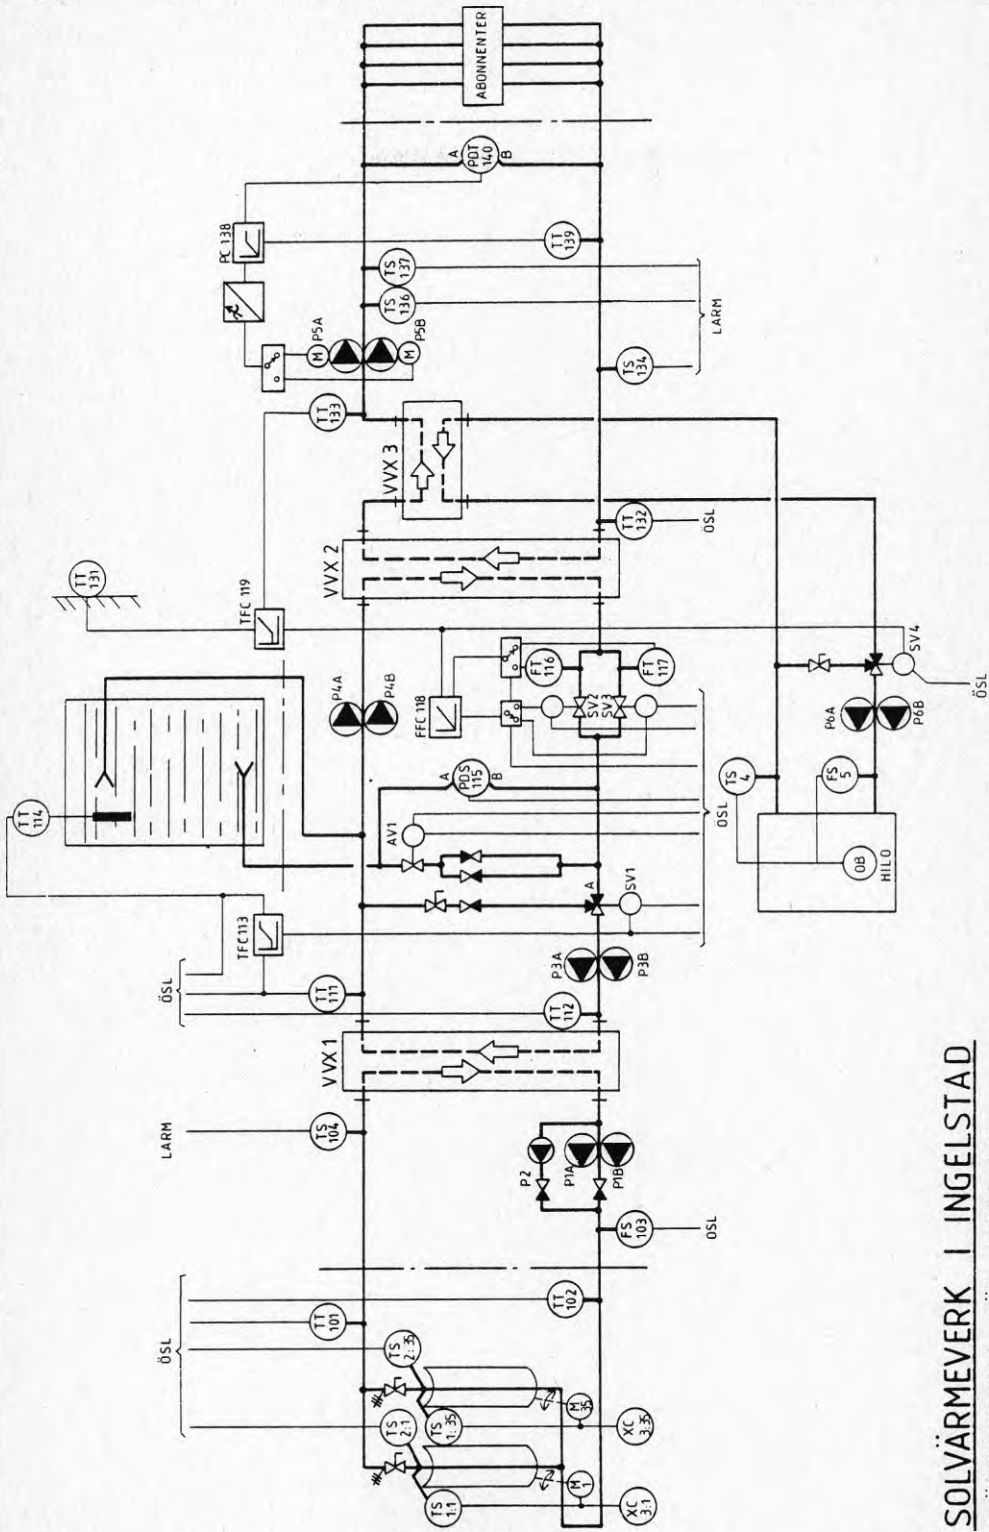 SOLVÄRMEVERK I INGELSTAD
ÖSL
TS 1:1
TS 2:1
M 1
XC 3:1
TS 1:35
TS 2:35
M 35
XC 3:35
TT 101
TT 102
FS 103
ÖSL
LARM
TS 104
P2
P1A
P1B
VVX 1
ÖSL
TT 111
TT 112
TFC 113
TT 114
P3A
P3B
A
SV1
AV1
A
PDS 115
B
ÖSL
P4A
P4B
FFC 118
SV2
SV3
FT 116
FT 117
TFC 119
TT 131
VVX 2
TT 132
ÖSL
VVX 3
TT 133
P5A
M
M
P5B
TS 134
TS 136
TS 137
LARM
PC 138
TT 139
A
PDT 140
B
ABONNENTER
TS 4
FS 5
OB
HILO
P6A
P6B
SV4
ÖSL